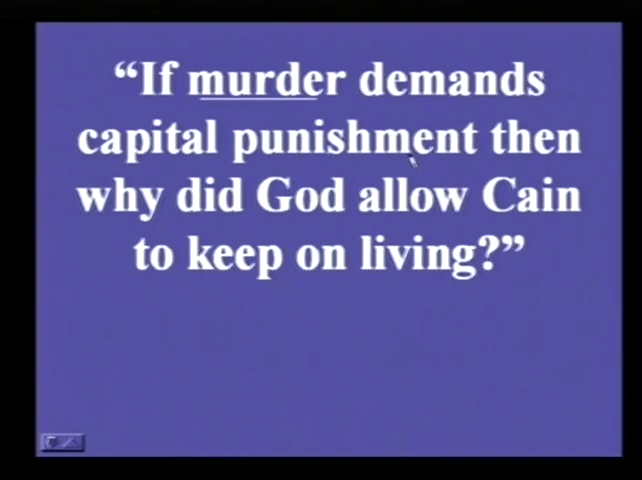 “If murder demands
capital punishment then
why did God allow Cain
to keep on living?”